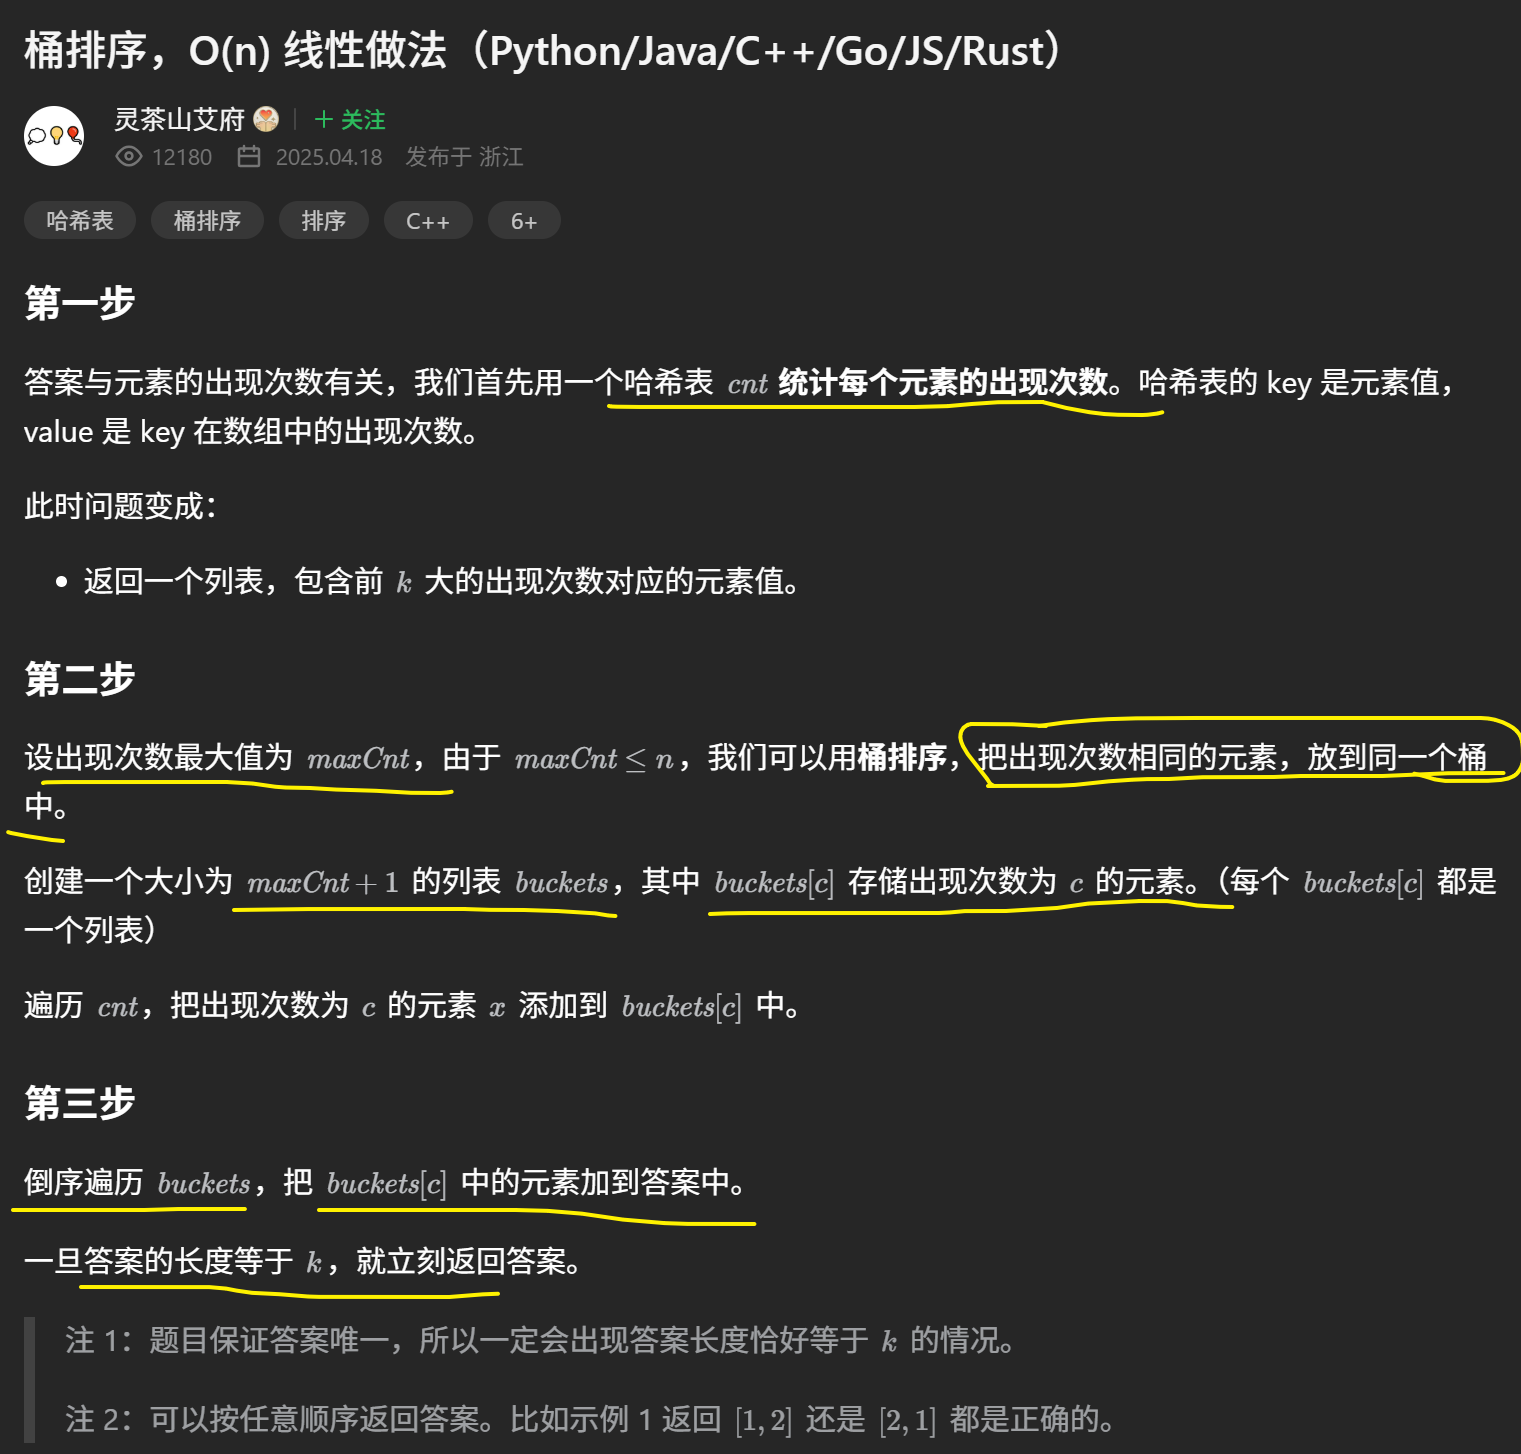 桶排序，O(n) 线性做法（Python/Java/C++/Go/JS/Rust）
灵茶山艾府
+ 关注
12180 2025.04.18 发布于 浙江
哈希表 桶排序 排序 C++ 6+
第一步
答案与元素的出现次数有关，我们首先用一个哈希表 cnt 统计每个元素的出现次数。哈希表的 key 是元素值，
value 是 key 在数组中的出现次数。
此时问题变成：
• 返回一个列表，包含前 k 大的出现次数对应的元素值。
第二步
设出现次数最大值为 maxCnt，由于 maxCnt ≤ n，我们可以用桶排序，把出现次数相同的元素，放到同一个桶
中。
创建一个大小为 maxCnt + 1 的列表 buckets，其中 buckets[c] 存储出现次数为 c 的元素。（每个 buckets[c] 都是
一个列表）
遍历 cnt，把出现次数为 c 的元素 x 添加到 buckets[c] 中。
第三步
倒序遍历 buckets，把 buckets[c] 中的元素加到答案中。
一旦答案的长度等于 k，就立刻返回答案。
注 1：题目保证答案唯一，所以一定会出现答案长度恰好等于 k 的情况。
注 2：可以按任意顺序返回答案。比如示例 1 返回 [1, 2] 还是 [2, 1] 都是正确的。